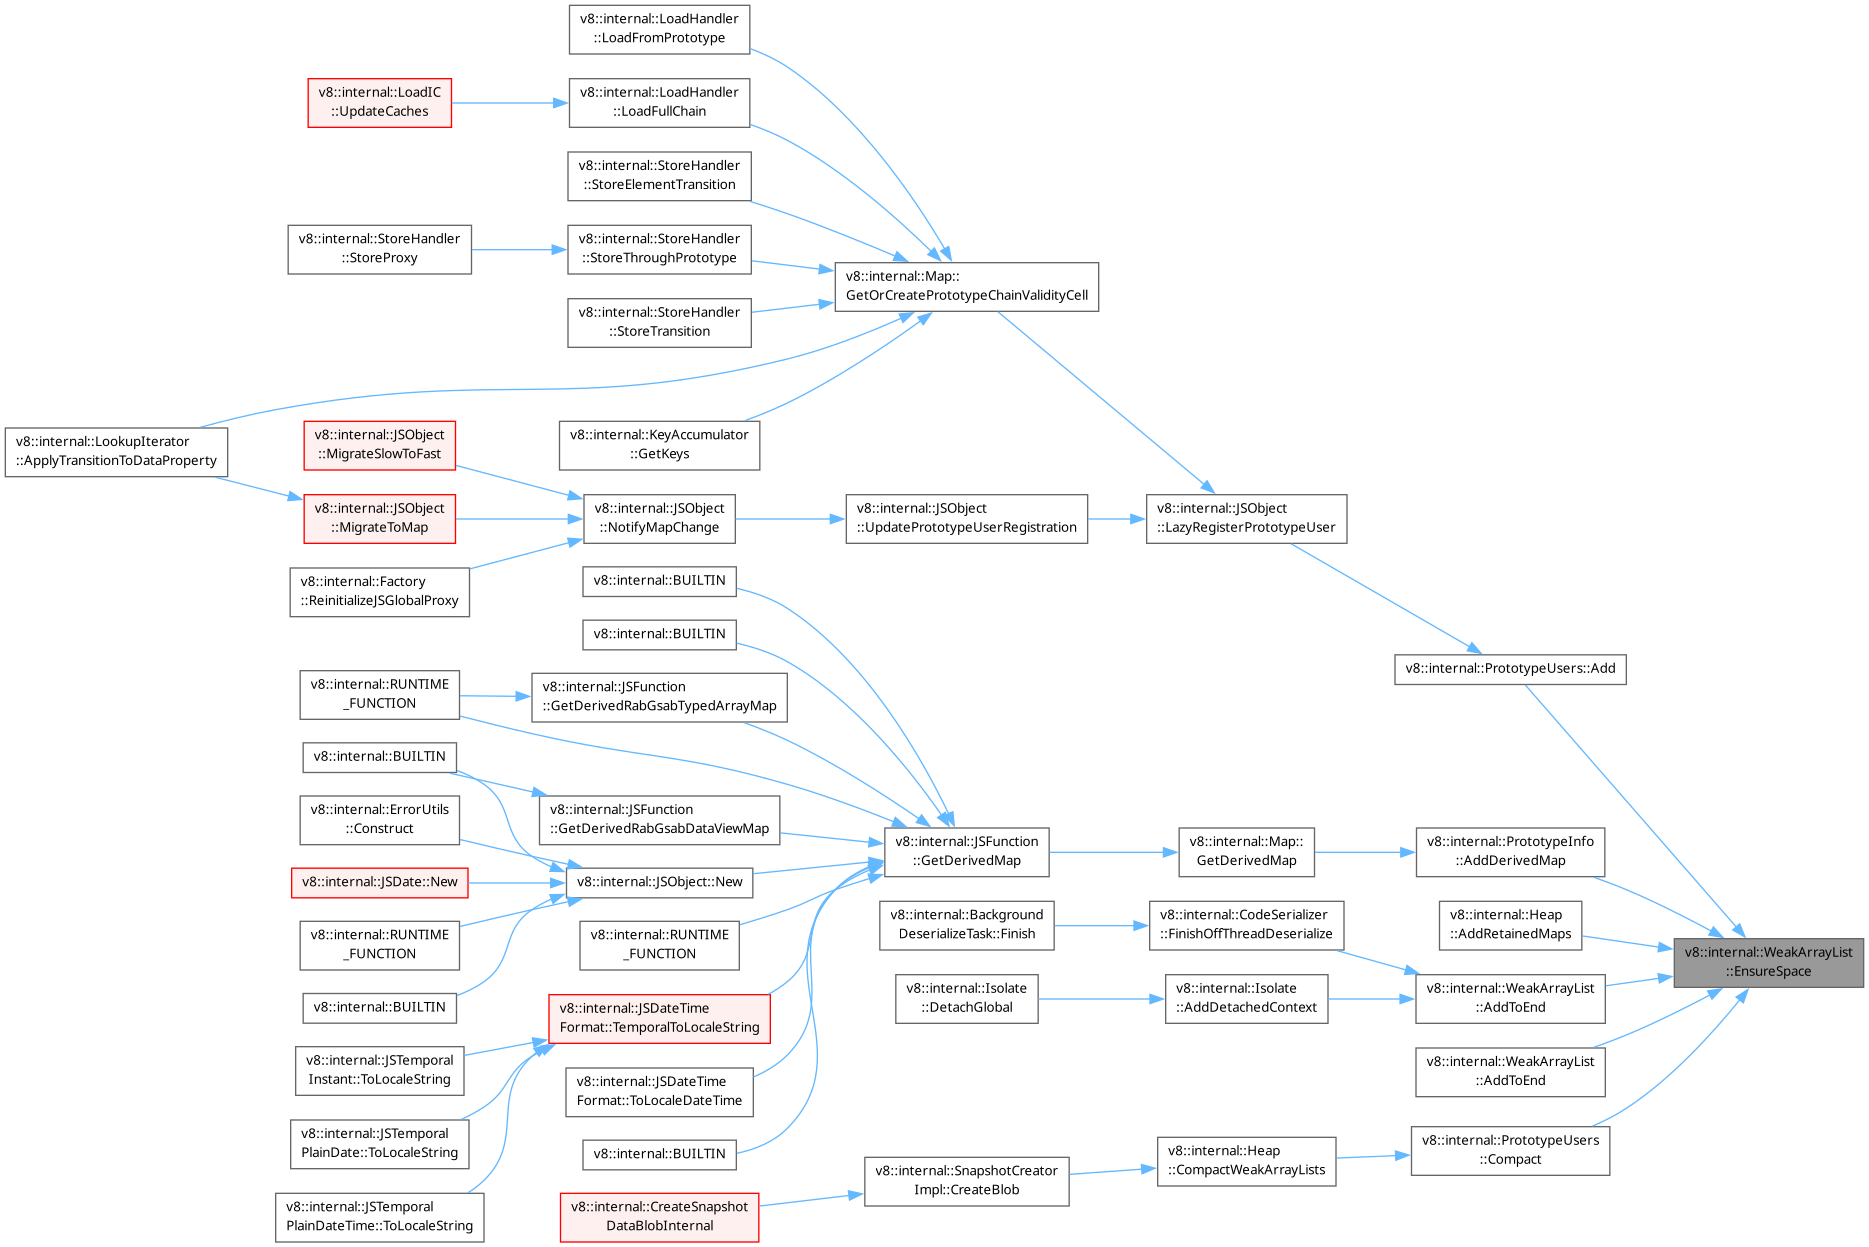 v8::internal::LoadHandler
::LoadFromPrototype
v8::internal::LoadIC
::UpdateCaches
v8::internal::LoadHandler
::LoadFullChain
v8::internal::StoreHandler
::StoreElementTransition
v8::internal::StoreHandler
::StoreProxy
v8::internal::StoreHandler
::StoreThroughPrototype
v8::internal::Map::
GetOrCreatePrototypeChainValidityCell
v8::internal::StoreHandler
::StoreTransition
v8::internal::LookupIterator
::ApplyTransitionToDataProperty
v8::internal::JSObject
::MigrateSlowToFast
v8::internal::KeyAccumulator
::GetKeys
v8::internal::JSObject
::MigrateToMap
v8::internal::JSObject
::NotifyMapChange
v8::internal::JSObject
::UpdatePrototypeUserRegistration
v8::internal::JSObject
::LazyRegisterPrototypeUser
v8::internal::Factory
::ReinitializeJSGlobalProxy
v8::internal::BUILTIN
v8::internal::BUILTIN
v8::internal::PrototypeUsers::Add
v8::internal::RUNTIME
_FUNCTION
v8::internal::JSFunction
::GetDerivedRabGsabTypedArrayMap
v8::internal::BUILTIN
v8::internal::ErrorUtils
::Construct
v8::internal::JSFunction
::GetDerivedRabGsabDataViewMap
v8::internal::JSFunction
::GetDerivedMap
v8::internal::Map::
GetDerivedMap
v8::internal::PrototypeInfo
::AddDerivedMap
v8::internal::JSDate::New
v8::internal::JSObject::New
v8::internal::Background
DeserializeTask::Finish
v8::internal::CodeSerializer
::FinishOffThreadDeserialize
v8::internal::Heap
::AddRetainedMaps
v8::internal::RUNTIME
_FUNCTION
v8::internal::RUNTIME
_FUNCTION
v8::internal::WeakArrayList
::EnsureSpace
v8::internal::BUILTIN
v8::internal::JSDateTime
Format::TemporalToLocaleString
v8::internal::Isolate
::DetachGlobal
v8::internal::Isolate
::AddDetachedContext
v8::internal::WeakArrayList
::AddToEnd
v8::internal::JSTemporal
Instant::ToLocaleString
v8::internal::JSDateTime
Format::ToLocaleDateTime
v8::internal::WeakArrayList
::AddToEnd
v8::internal::JSTemporal
PlainDate::ToLocaleString
v8::internal::BUILTIN
v8::internal::SnapshotCreator
Impl::CreateBlob
v8::internal::Heap
::CompactWeakArrayLists
v8::internal::PrototypeUsers
::Compact
v8::internal::JSTemporal
PlainDateTime::ToLocaleString
v8::internal::CreateSnapshot
DataBlobInternal